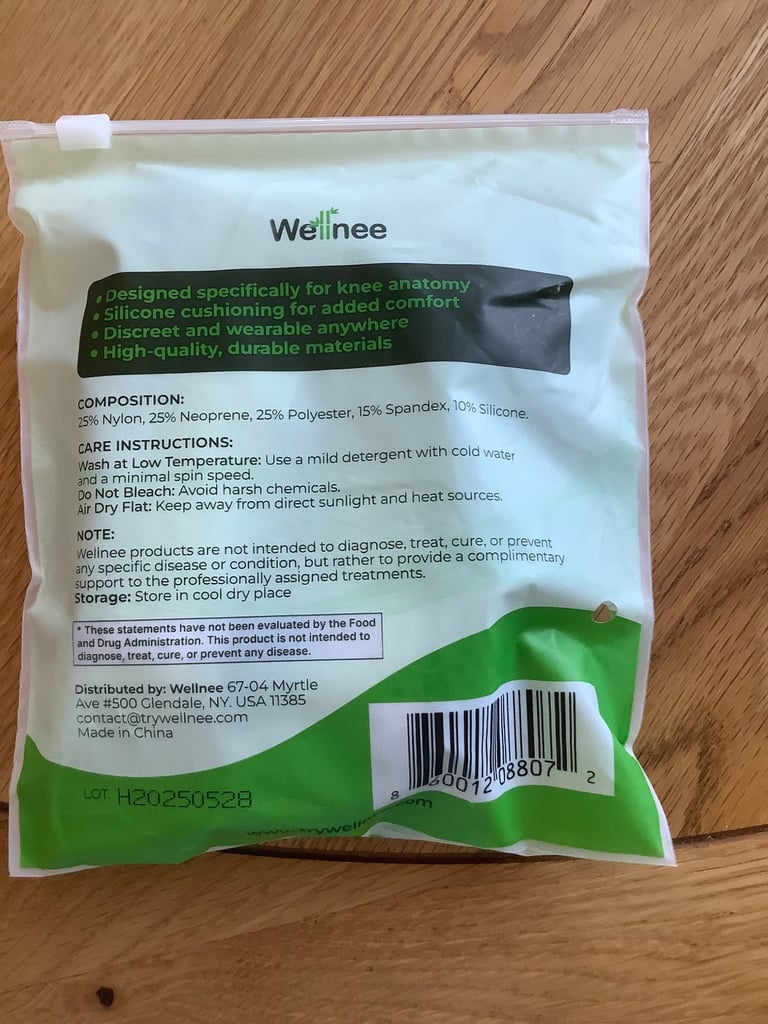 Wellnee
• Designed specifically for knee anatomy
• Silicone cushioning for added comfort
• Discreet and wearable anywhere
• High-quality, durable materials
COMPOSITION:
25% Nylon, 25% Neoprene, 25% Polyester, 15% Spandex, 10% Silicone.
CARE INSTRUCTIONS:
Wash at Low Temperature: Use a mild detergent with cold water
and a minimal spin speed.
Do Not Bleach: Avoid harsh chemicals.
Air Dry Flat: Keep away from direct sunlight and heat sources.
NOTE:
Wellnee products are not intended to diagnose, treat, cure, or prevent
any specific disease or condition, but rather to provide a complimentary
support to the professionally assigned treatments.
Storage: Store in cool dry place
* These statements have not been evaluated by the Food
and Drug Administration. This product is not intended to
diagnose, treat, cure, or prevent any disease.
Distributed by: Wellnee 67-04 Myrtle
Ave #500 Glendale, NY. USA 11385
contact@trywellnee.com
Made in China
8 60012 08807 2
LOT. H20250528